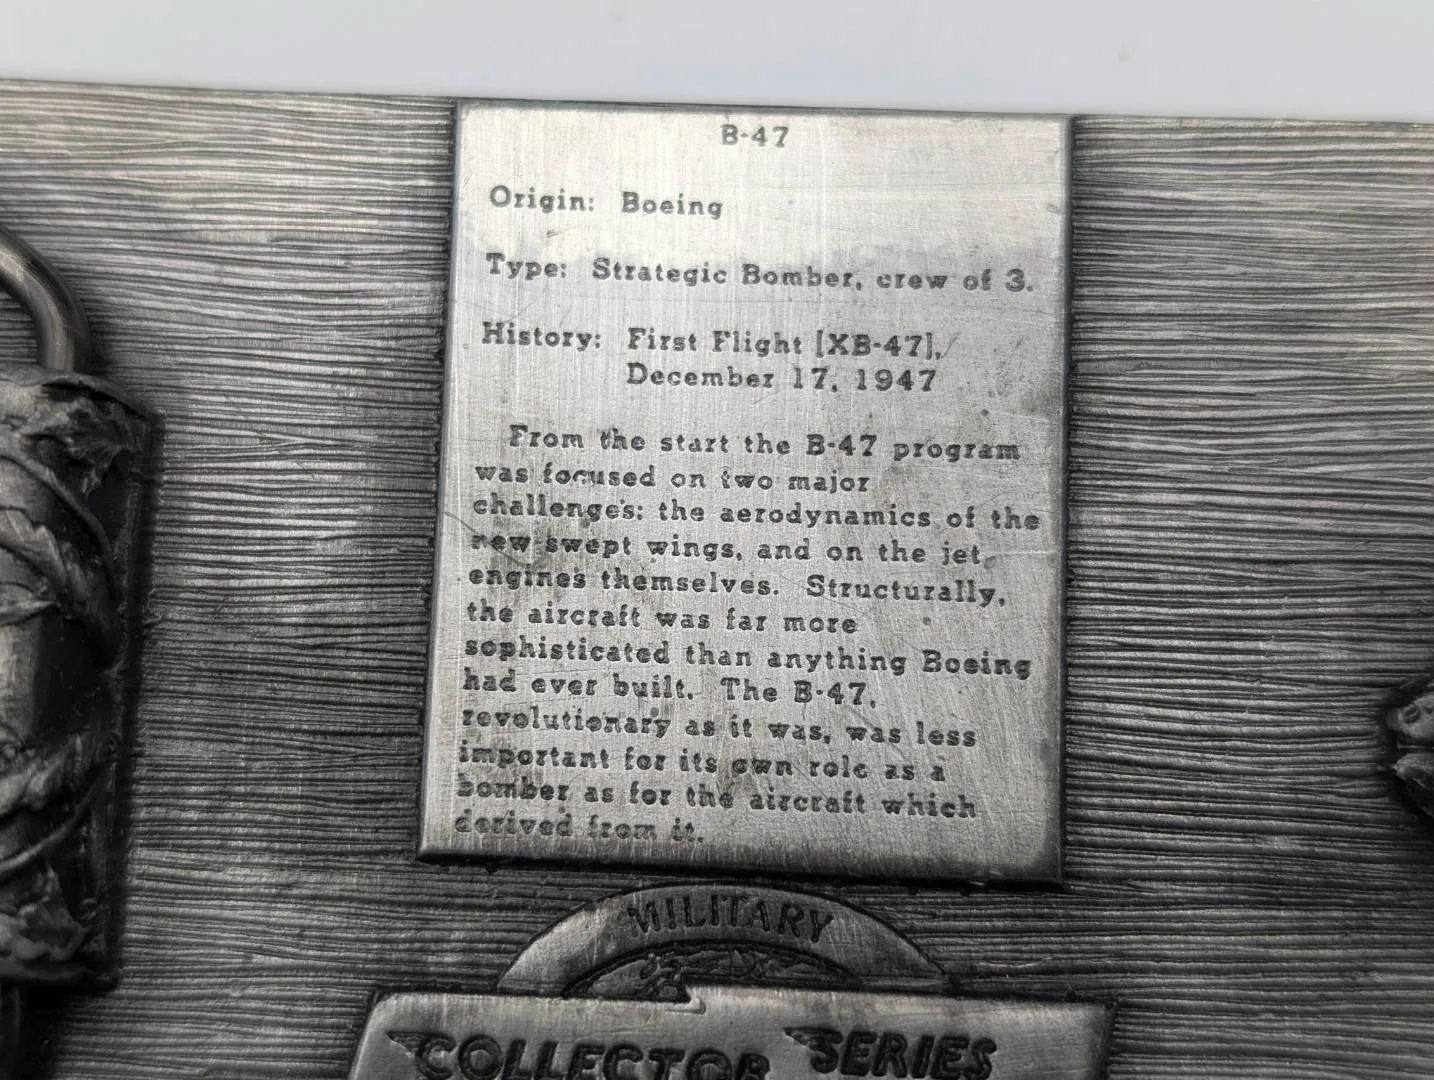 B-47
Origin: Boeing
Type: Strategic Bomber, crew of 3.
History: First Flight [XB-47],
December 17, 1947
From the start the B-47 program
was focused on two major
challenges: the aerodynamics of the
new swept wings, and on the jet
engines themselves. Structurally,
the aircraft was far more
sophisticated than anything Boeing
had ever built. The B-47,
revolutionary as it was, was less
important for its own role as a
bomber as for the aircraft which
derived from it.
MILITARY
COLLECTOR SERIES